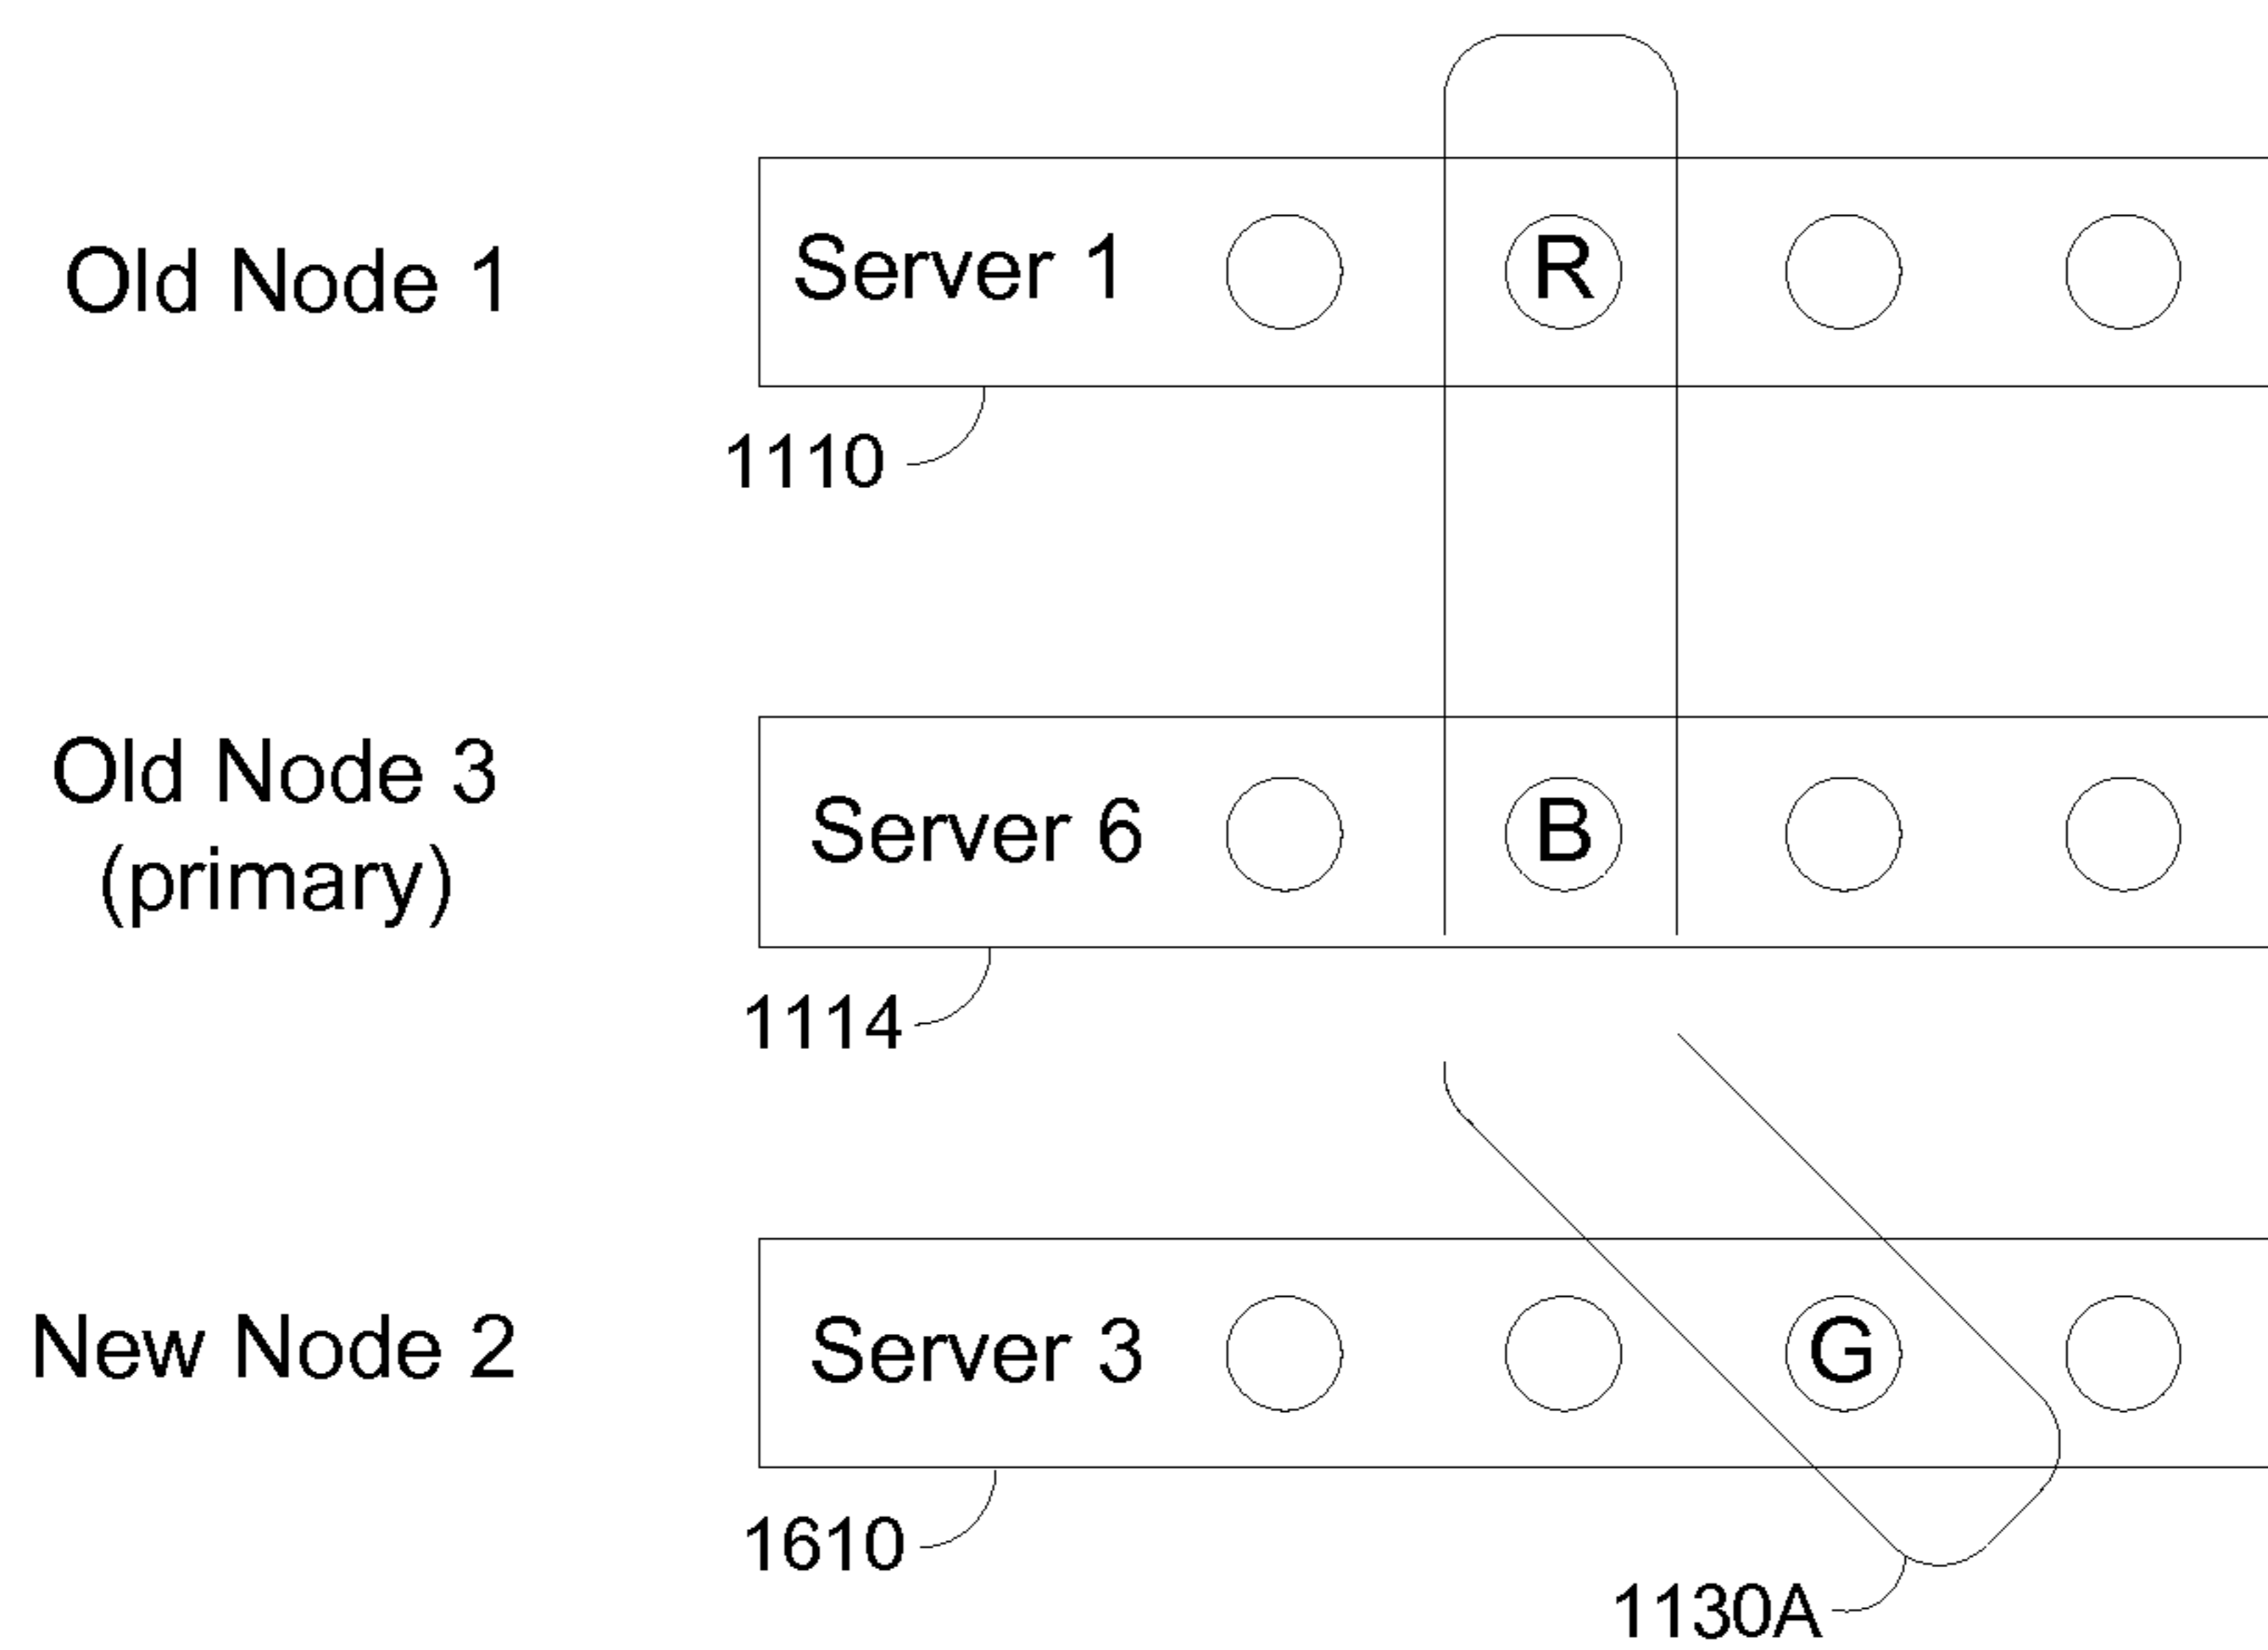 Old Node 1
Server 1
R
1110
Old Node 3
(primary)
Server 6
B
1114
New Node 2
Server 3
G
1610
1130A